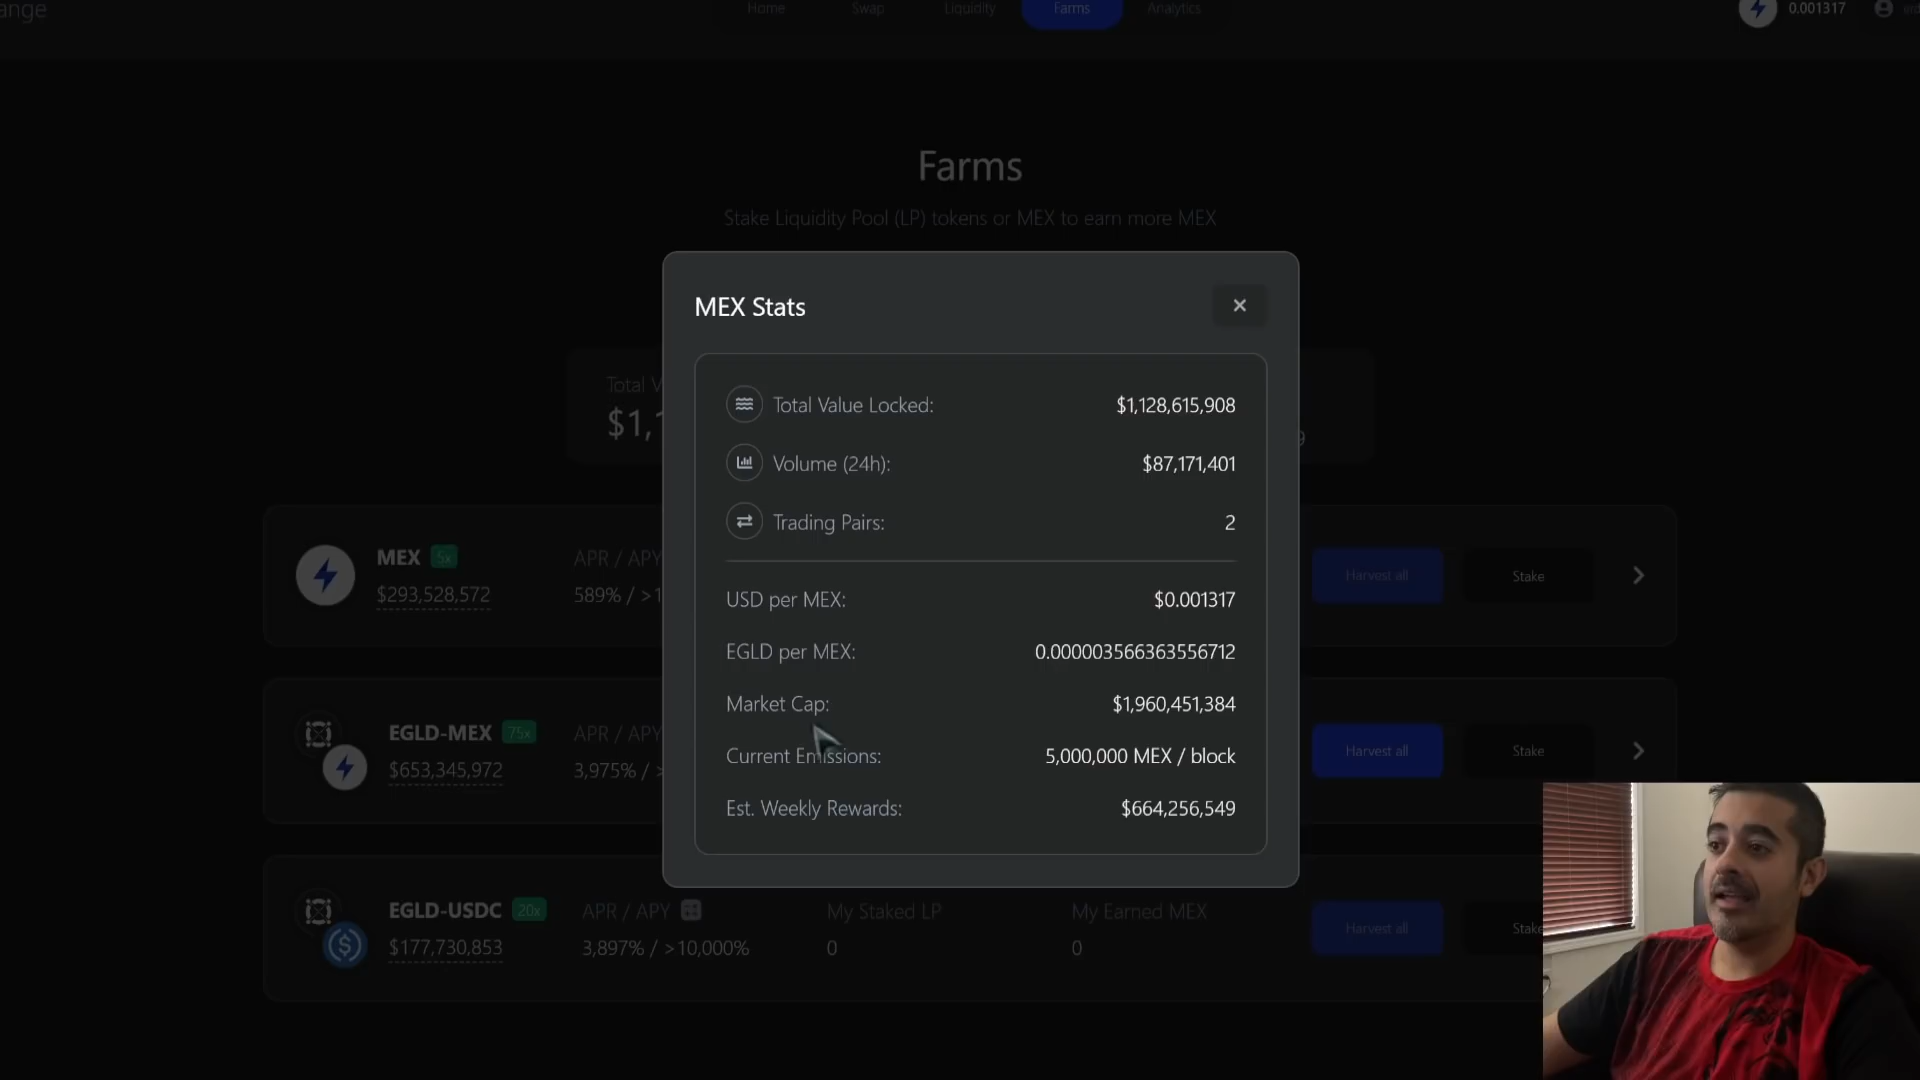 ange
Home
Swap
Liquidity
Farms
Analytics
0.001317
Farms
Stake Liquidity Pool (LP) tokens or MEX to earn more MEX
MEX Stats
Total Value Locked:
$1,128,615,908
Volume (24h):
$87,171,401
Trading Pairs:
2
USD per MEX:
$0.001317
EGLD per MEX:
0.000003566363556712
Market Cap:
$1,960,451,384
Current Emissions:
5,000,000 MEX / block
Est. Weekly Rewards:
$664,256,549
Total V
$1,1
9
MEX 5x
$293,528,572
APR / APY
589% / >1
Harvest all
Stake
EGLD-MEX 75x
$653,345,972
APR / APY
3,975% / >
Harvest all
Stake
EGLD-USDC 20x
$177,730,853
APR / APY
3,897% / >10,000%
My Staked LP
0
My Earned MEX
0
Harvest all
Stake